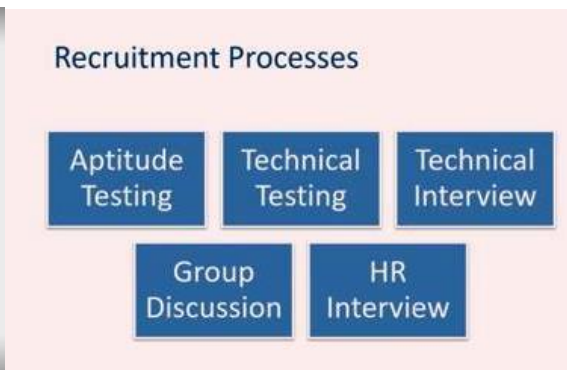 Recruitment Processes
Aptitude
Testing
Technical
Testing
Technical
Interview
Group
Discussion
HR
Interview